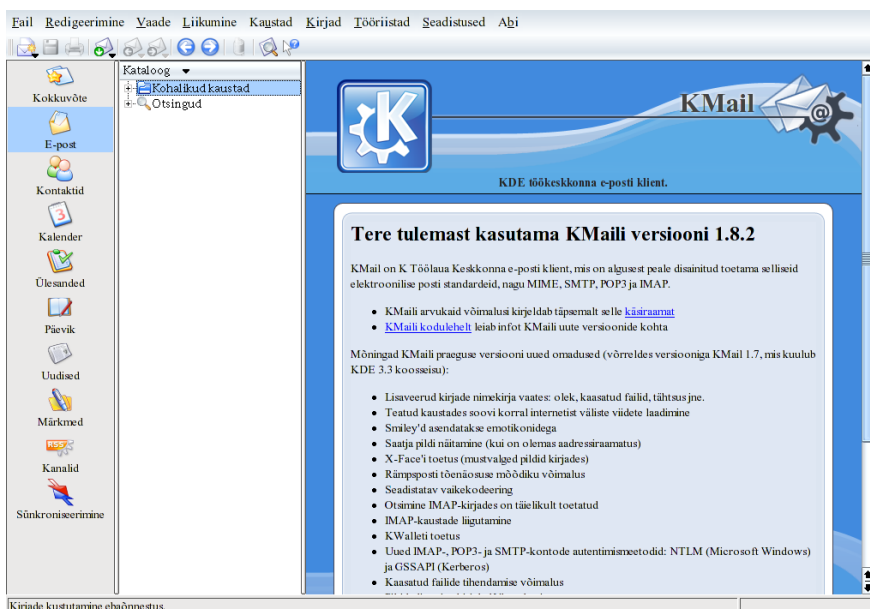 Fail Redigeerimine Vaade Liikumine Kaustad Kirjad Tööriistad Seadistused Abi
Kokkuvõte
E-post
Kontaktid
Kalender
Ülesanded
Päevik
Uudised
Märkmed
Kanalid
Sünkroniseerimine
Kataloog
Kohalikud kaustad
Otsingud
KMail
KDE töökeskkonna e-posti klient.
Tere tulemast kasutama KMaili versiooni 1.8.2
KMail on K Töölaua Keskkonna e-posti klient, mis on algusest peale disainitud toetama selliseid
elektroonilise posti standardeid, nagu MIME, SMTP, POP3 ja IMAP.
KMaili arvukaid võimalusi kirjeldab täpsemalt selle käsiraamat
KMaili kodulehelt leiab infot KMaili uute versioonide kohta
Mõningad KMaili praeguse versiooni uued omadused (võrreldes versiooniga KMail 1.7, mis kuulub
KDE 3.3 koosseisu):
Lisaveerud kirjade nimekirja vaates: olek, kaasatud failid, tähtsus jne.
Teatud kaustades soovi korral internetist väliste viidete laadimine
Smiley'd asendatakse emotikonidega
Saatja pildi näitamine (kui on olemas aadressiraamatus)
X-Face'i toetus (mustvalged pildid kirjades)
Rämpsposti tõenäosuse mõõdiku võimalus
Seadistatav vaikekodeering
Otsimine IMAP-kirjades on täielikult toetatud
IMAP-kaustade liigutamine
KWalleti toetus
Uued IMAP-, POP3- ja SMTP-kontode autentimismeetodid: NTLM (Microsoft Windows)
ja GSSAPI (Kerberos)
Kaasatud failide tihendamise võimalus
Kirjade kustutamine ebaõnnestus.